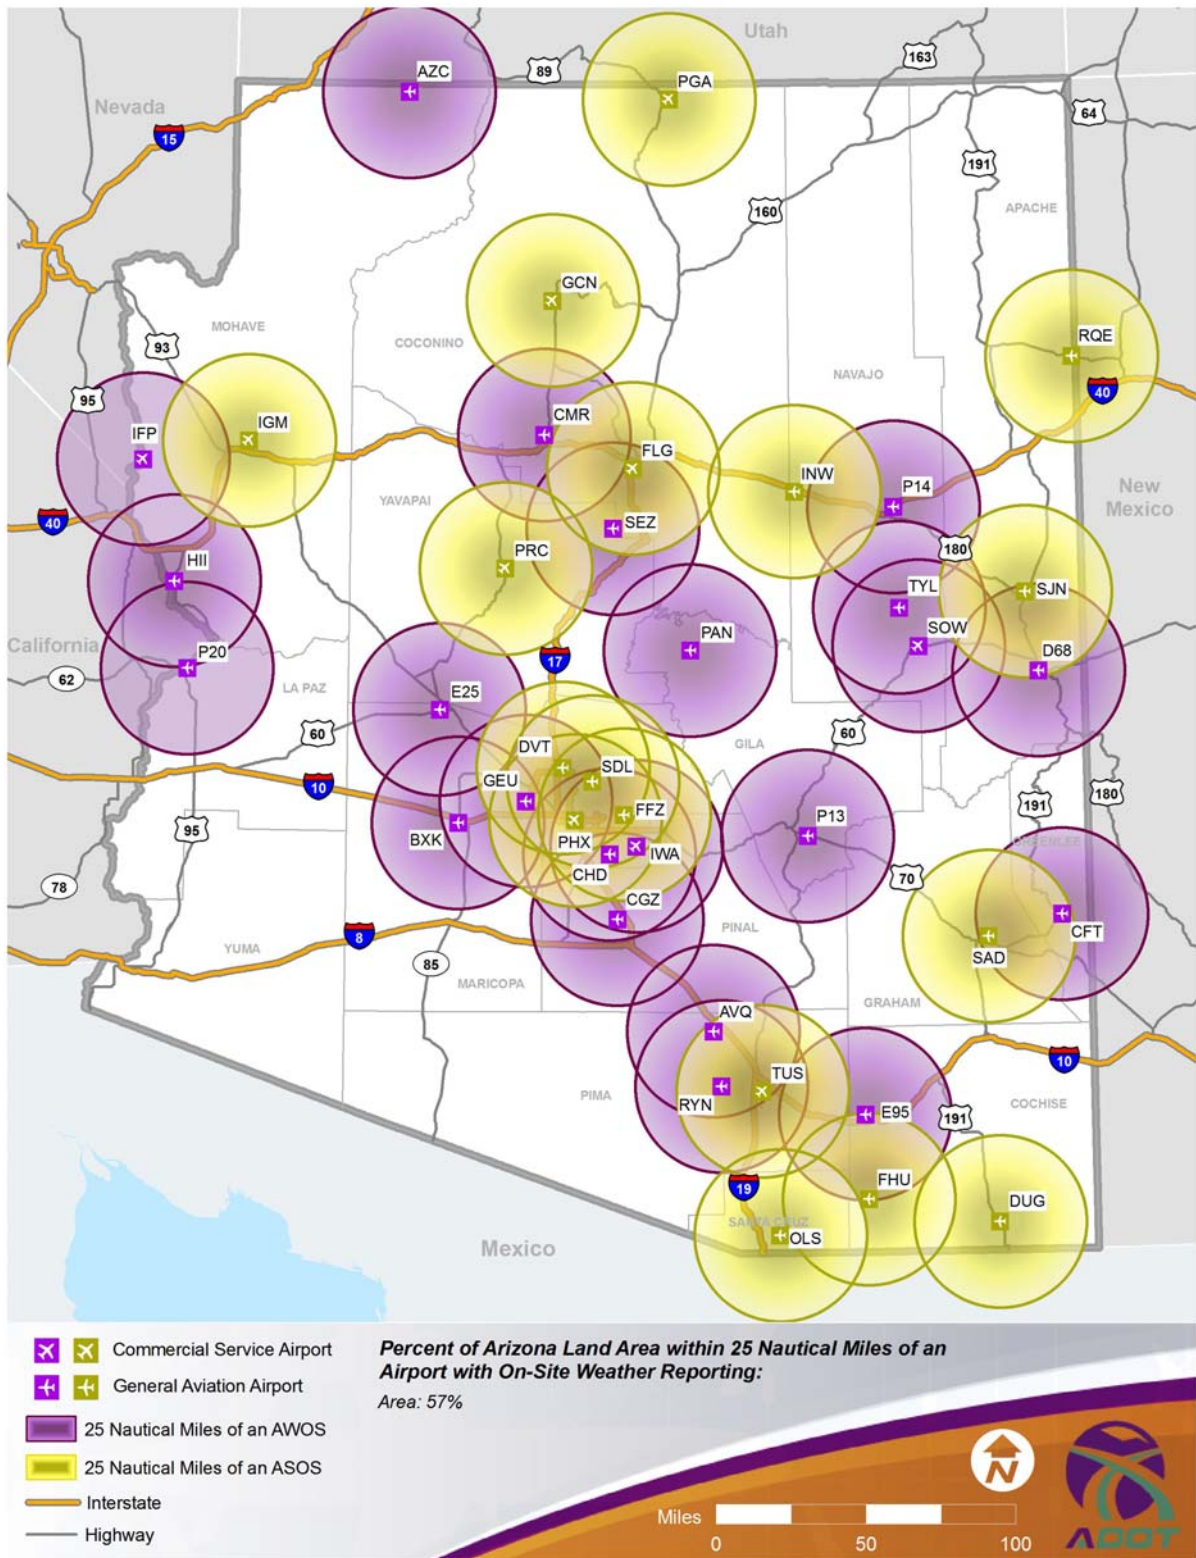 Utah
AZC
89
163
PGA
Nevada
64
15
191
160
APACHE
GCN
MOHAVE
93
COCONINO
RQE
NAVAJO
95
40
IGM
CMR
IFP
FLG
INW
P14
New
Mexico
YAVAPAI
40
SEZ
180
HII
PRC
TYL
SJN
SOW
California
PAN
D68
P20
17
62
LA PAZ
E25
60
60
GILA
DVT
SDL
GEU
10
191
180
95
FFZ
P13
BXK
PHX
IWA
GREENLEE
CHD
70
78
CGZ
PINAL
CFT
8
YUMA
SAD
85
MARICOPA
GRAHAM
AVQ
10
TUS
PIMA
RYN
E95
COCHISE
191
FHU
19
DUG
SANTA CRUZ
OLS
Mexico
Commercial Service Airport
General Aviation Airport
25 Nautical Miles of an AWOS
25 Nautical Miles of an ASOS
Interstate
Highway
Percent of Arizona Land Area within 25 Nautical Miles of an
Airport with On-Site Weather Reporting:
Area: 57%
N
Miles
0 50 100
ADOT